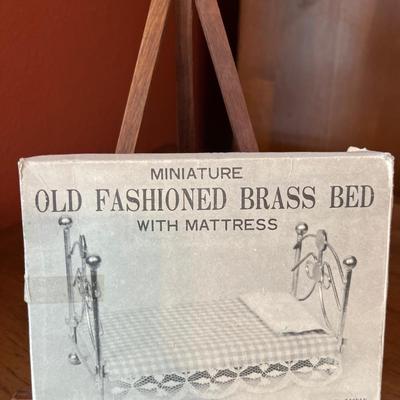 MINIATURE
OLD FASHIONED BRASS BED
WITH MATTRESS